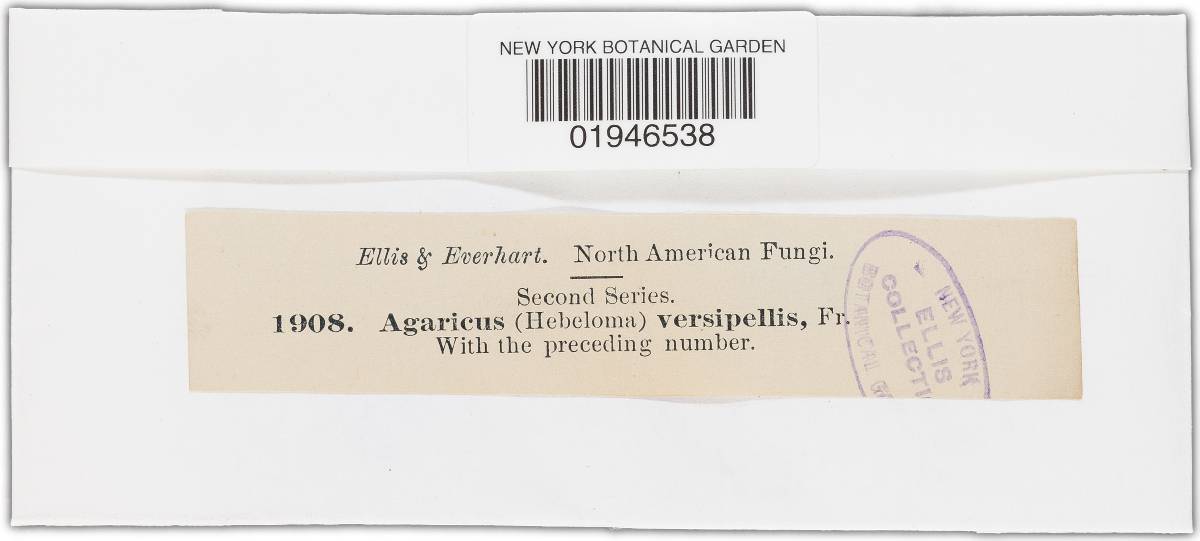 NEW YORK BOTANICAL GARDEN
01946538
Ellis & Everhart. North American Fungi.
Second Series.
1908. Agaricus (Hebeloma) versipellis, Fr.
With the preceding number.
NEW YORK
ELLIS
BOTANICAL